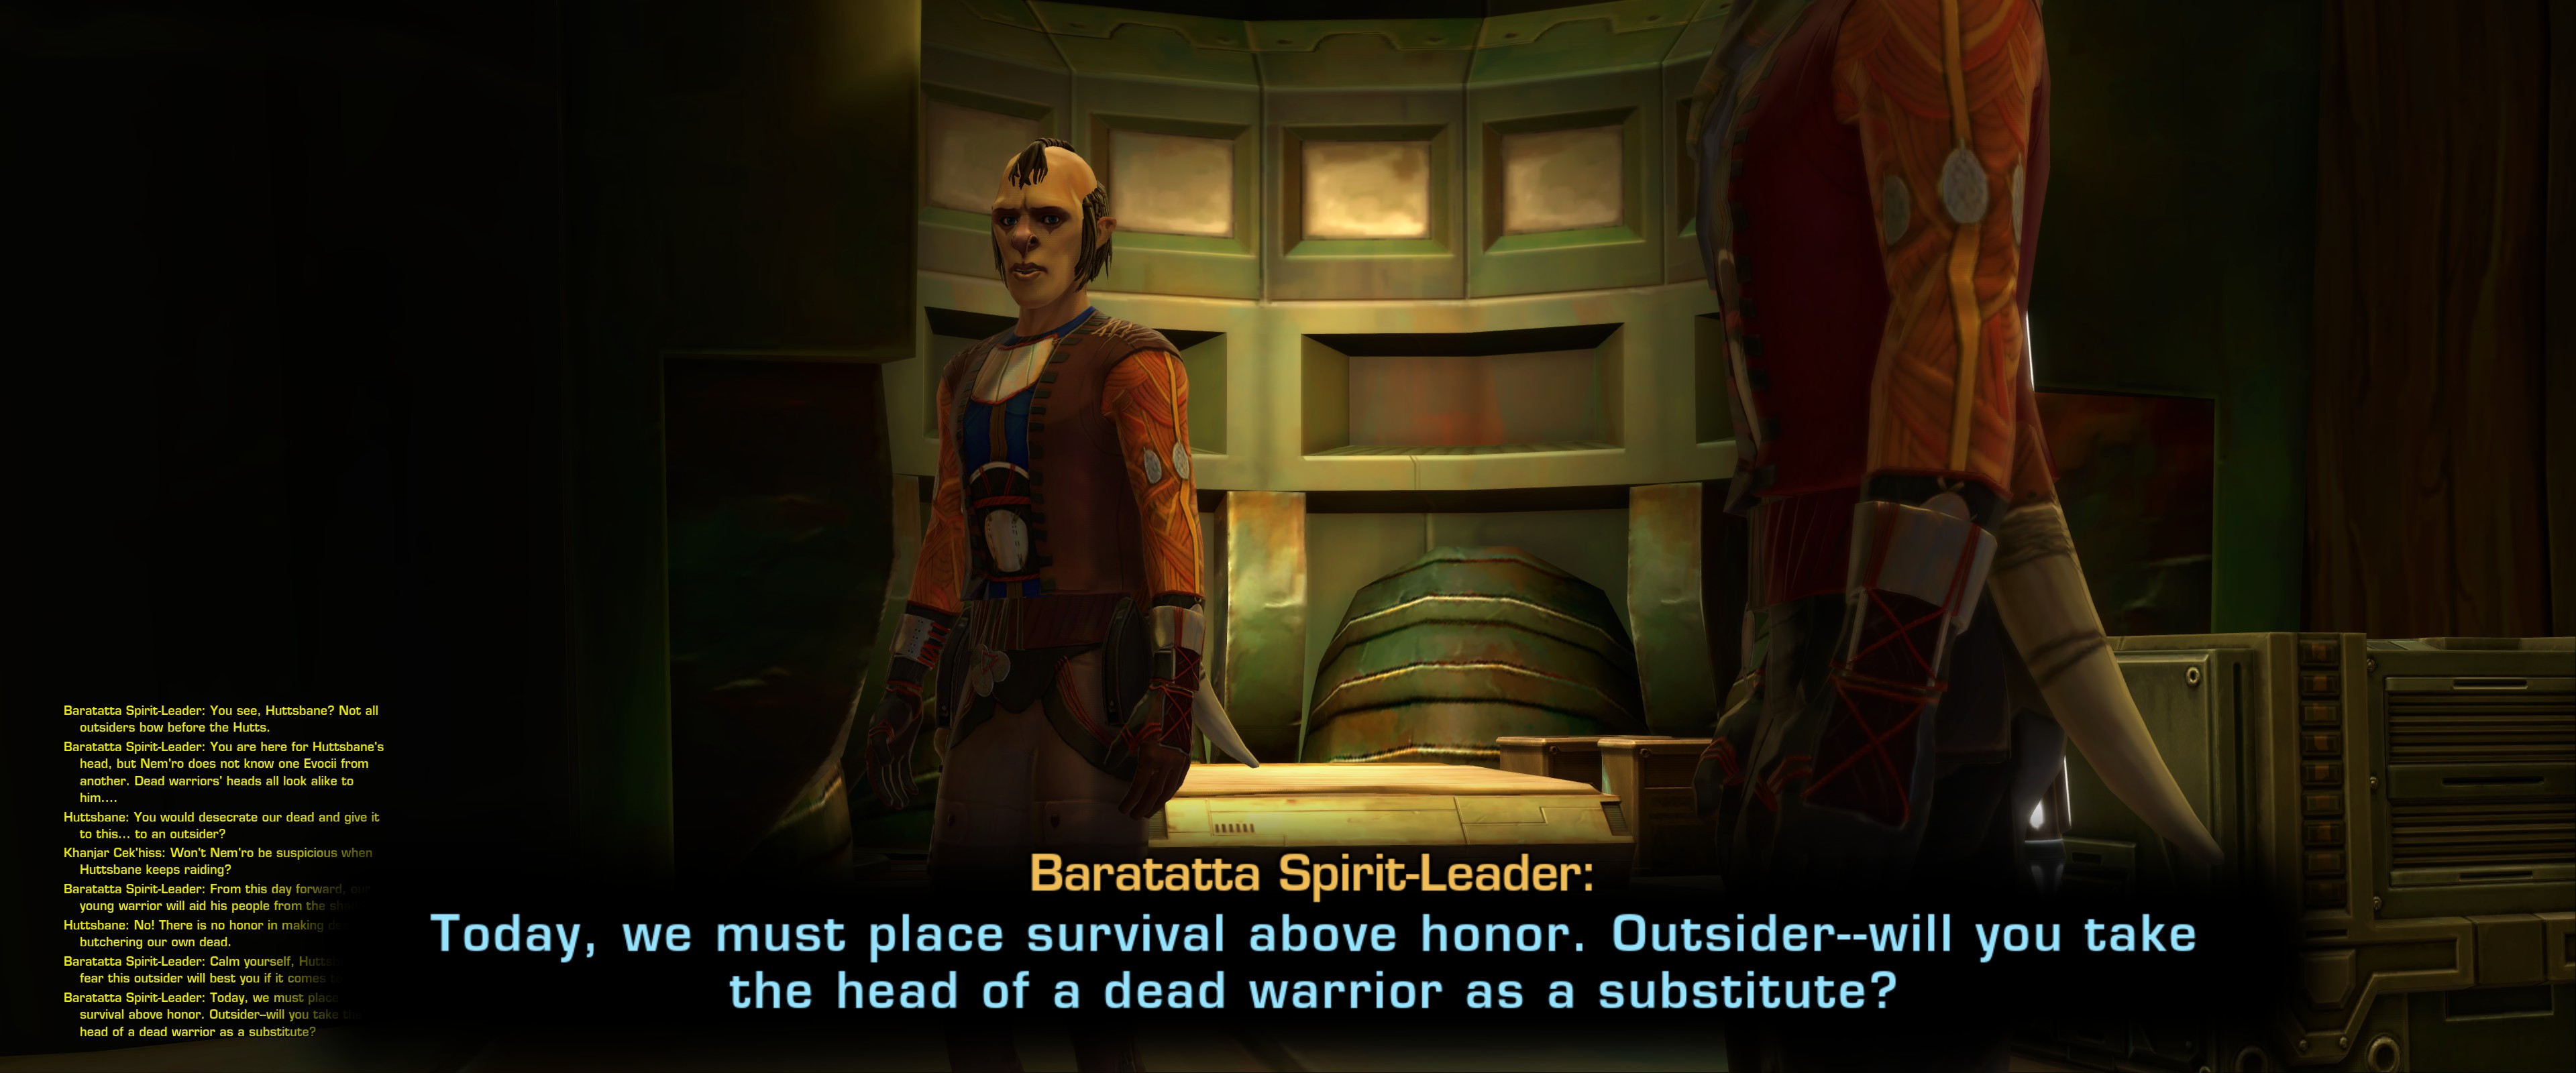 Baratatta Spirit-Leader: You see, Huttsbane? Not all
outsiders bow before the Hutts.
Baratatta Spirit-Leader: You are here for Huttsbane's
head, but Nem'ro does not know one Evocii from
another. Dead warriors' heads all look alike to
him....
Huttsbane: You would desecrate our dead and give it
to this... to an outsider?
Khanjar Cek'hiss: Won't Nem'ro be suspicious when
Huttsbane keeps raiding?
Baratatta Spirit-Leader: From this day forward,
young warrior will aid his people from the
Huttsbane: No! There is no honor in making
butchering our own dead.
Baratatta Spirit-Leader: Calm yourself,
fear this outsider will best you if it comes
Baratatta Spirit-Leader: Today, we must place
survival above honor. Outsider--will you take the
head of a dead warrior as a substitute?
Baratatta Spirit-Leader:
Today, we must place survival above honor. Outsider--will you take
the head of a dead warrior as a substitute?